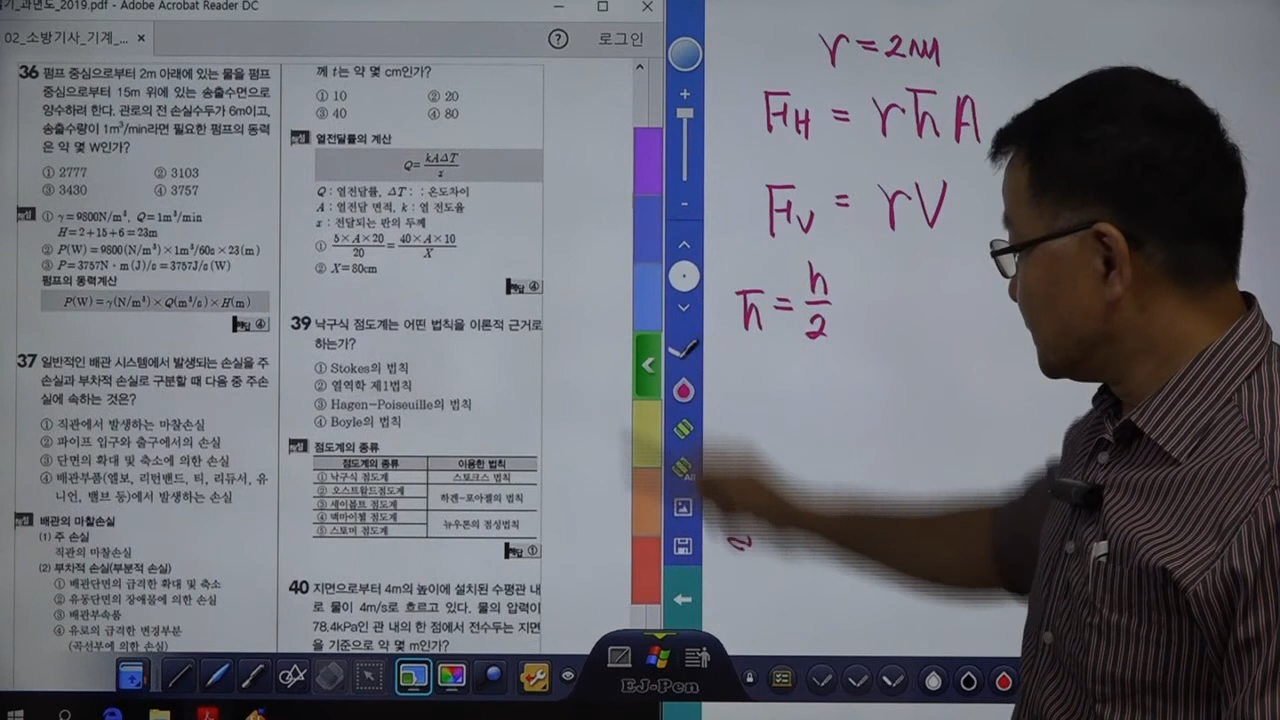 기_과년도_2019.pdf - Adobe Acrobat Reader DC
02_소방기사_기계_... ×
? 로그인
36 펌프 중심으로부터 2m 아래에 있는 물을 펌프
중심으로부터 15m 위에 있는 송출수면으로
양수하려 한다. 관로의 전 손실수두가 6m이고,
송출수량이 1m³/min라면 필요한 펌프의 동력
은 약 몇 W인가?
① 2777 ② 3103
③ 3430 ④ 3757
해설 ① γ=9800N/m³, Q=1m³/min
H=2+15+6=23m
② P(W)=9800(N/m³)×1m³/60s×23(m)
③ P=3757N·m(J)/s=3757J/s(W)
펌프의 동력계산
P(W)=γ(N/m³)×Q(m³/s)×H(m)
해답 ④
37 일반적인 배관 시스템에서 발생되는 손실을 주
손실과 부차적 손실로 구분할 때 다음 중 주손
실에 속하는 것은?
① 직관에서 발생하는 마찰손실
② 파이프 입구와 출구에서의 손실
③ 단면의 확대 및 축소에 의한 손실
④ 배관부품(엘보, 리턴밴드, 티, 리듀서, 유
니언, 밸브 등)에서 발생하는 손실
해설 배관의 마찰손실
(1) 주 손실
직관의 마찰손실
(2) 부차적 손실(부분적 손실)
① 배관단면의 급격한 확대 및 축소
② 유동단면의 장애물에 의한 손실
③ 배관부속품
④ 유로의 급격한 변경부분
(곡선부에 의한 손실)
께 t는 약 몇 cm인가?
① 10 ② 20
③ 40 ④ 80
해설 열전달률의 계산
Q=kAΔT/x
Q : 열전달률, ΔT : : 온도차이
A : 열전달 면적, k : 열 전도율
x : 전달되는 판의 두께
① 5×A×20/20=40×A×10/X
② X=80cm
해답 ④
39 낙구식 점도계는 어떤 법칙을 이론적 근거로
하는가?
① Stokes의 법칙
② 열역학 제1법칙
③ Hagen-Poiseuille의 법칙
④ Boyle의 법칙
해설 점도계의 종류
점도계의 종류 이용한 법칙
① 낙구식 점도계 스토크스 법칙
② 오스트왈드점도계
③ 세이볼트 점도계 하겐-포아젤의 법칙
④ 맥마이켈 점도계
⑤ 스토머 점도계 뉴우톤의 점성법칙
해답 ①
40 지면으로부터 4m의 높이에 설치된 수평관 내
로 물이 4m/s로 흐르고 있다. 물의 압력이
78.4kPa인 관 내의 한 점에서 전수두는 지면
을 기준으로 약 몇 m인가?
r=2m
F_H = γh̄A
F_V = γV
h̄ = h/2
2
All
EJ-Pen